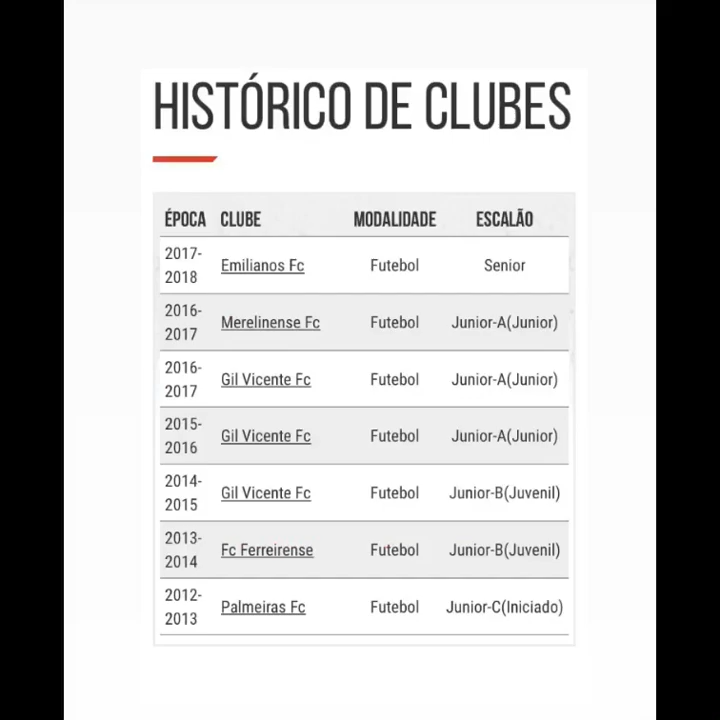 HISTÓRICO DE CLUBES
ÉPOCA CLUBE MODALIDADE ESCALÃO
2017-
2018 Emilianos Fc Futebol Senior
2016-
2017 Merelinense Fc Futebol Junior-A(Junior)
2016-
2017 Gil Vicente Fc Futebol Junior-A(Junior)
2015-
2016 Gil Vicente Fc Futebol Junior-A(Junior)
2014-
2015 Gil Vicente Fc Futebol Junior-B(Juvenil)
2013-
2014 Fc Ferreirense Futebol Junior-B(Juvenil)
2012-
2013 Palmeiras Fc Futebol Junior-C(Iniciado)